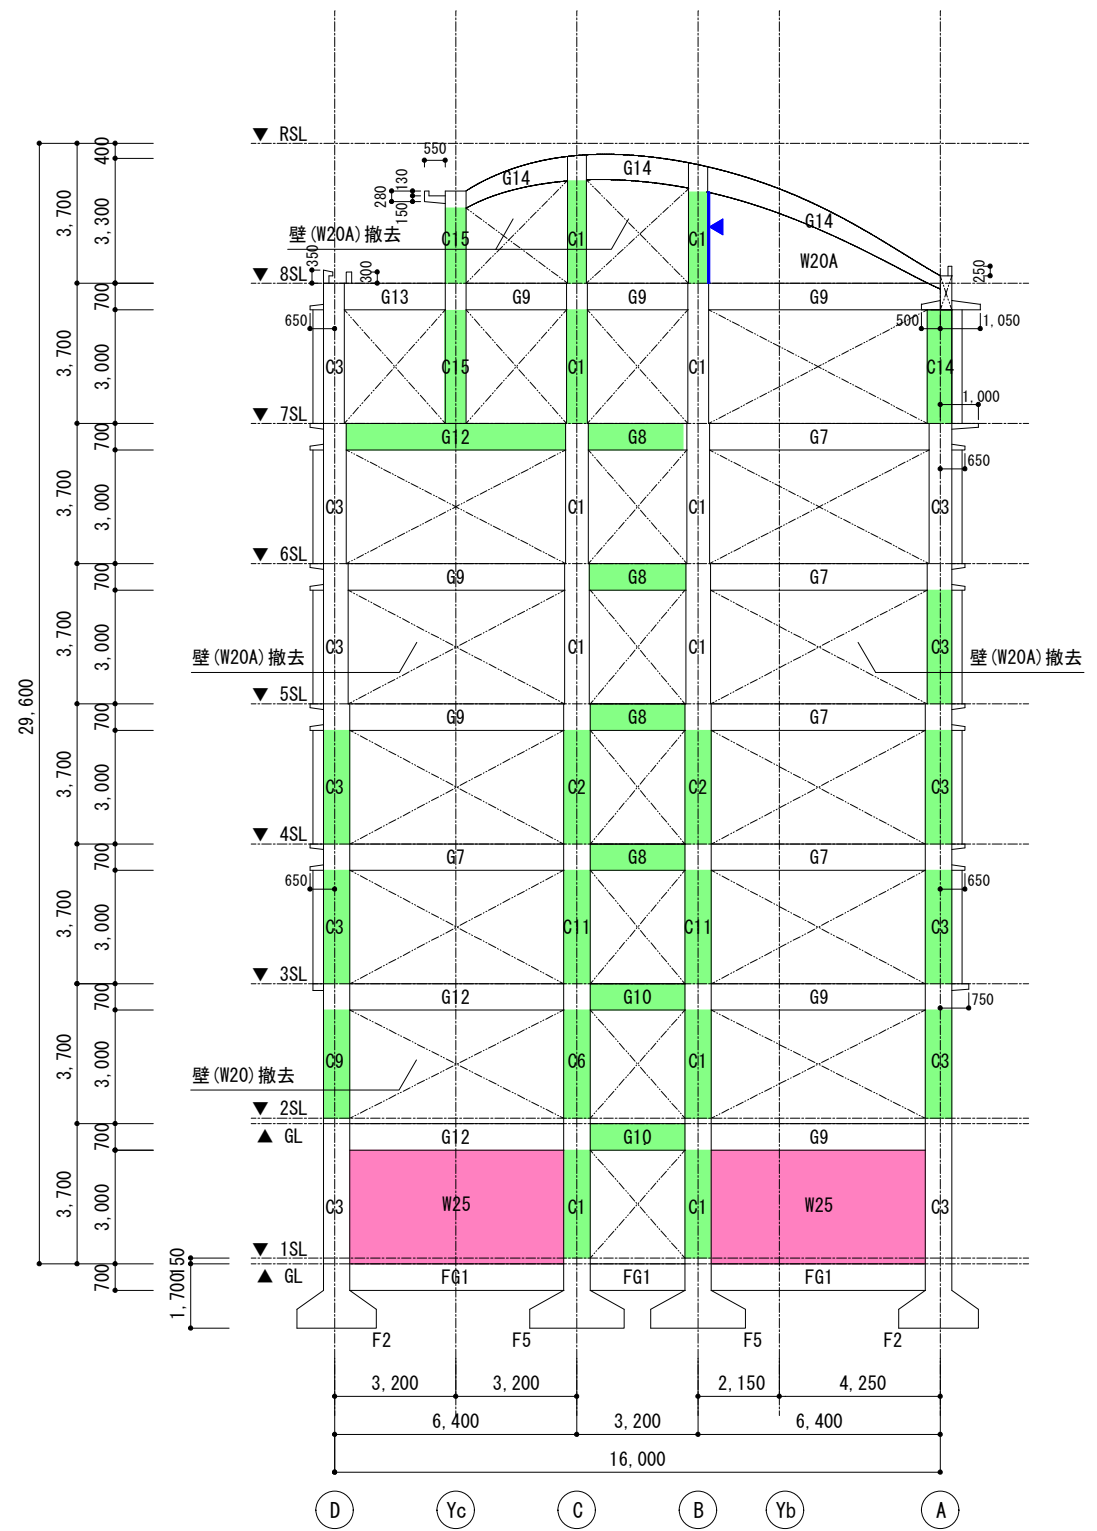 ▼ RSL
400
550
G14
G14
280
130
150
3,700
3,300
壁(W20A)撤去
C15
C1
C1
G14
W20A
350
300
250
▼ 8SL
700
G13
G9
G9
G9
650
500
1,050
3,700
3,000
C3
C15
C1
C1
C14
1,000
▼ 7SL
700
G12
G8
G7
650
3,700
3,000
C3
C1
C1
C3
▼ 6SL
700
G9
G8
G7
3,700
3,000
C3
C1
C1
C3
壁(W20A)撤去
壁(W20A)撤去
29,600
▼ 5SL
700
G9
G8
G7
3,700
3,000
C3
C2
C2
C3
▼ 4SL
700
G7
G8
G7
650
650
3,700
3,000
C3
C11
C11
C3
▼ 3SL
700
G12
G10
G9
750
3,700
3,000
C9
C6
C1
C3
壁(W20)撤去
▼ 2SL
▲ GL
700
G12
G10
G9
3,700
3,000
C3
W25
C1
C1
W25
C3
▼ 1SL
150
▲ GL
700
1,700
FG1
FG1
FG1
F2
F5
F5
F2
3,200
3,200
2,150
4,250
6,400
3,200
6,400
16,000
D
Yc
C
B
Yb
A